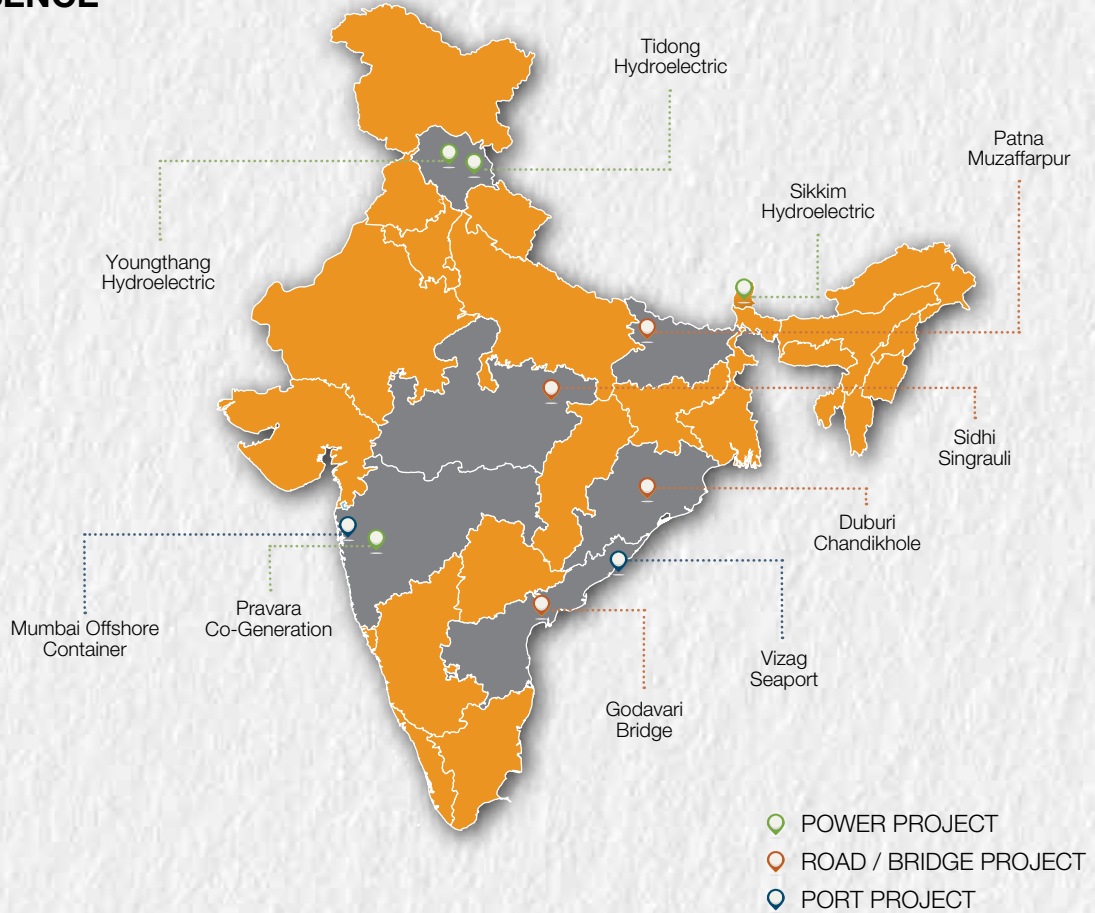 Tidong
Hydroelectric
Patna
Muzaffarpur
Sikkim
Hydroelectric
Youngthang
Hydroelectric
Sidhi
Singrauli
Duburi
Chandikhole
Pravara
Co-Generation
Mumbai Offshore
Container
Vizag
Seaport
Godavari
Bridge
POWER PROJECT
ROAD / BRIDGE PROJECT
PORT PROJECT